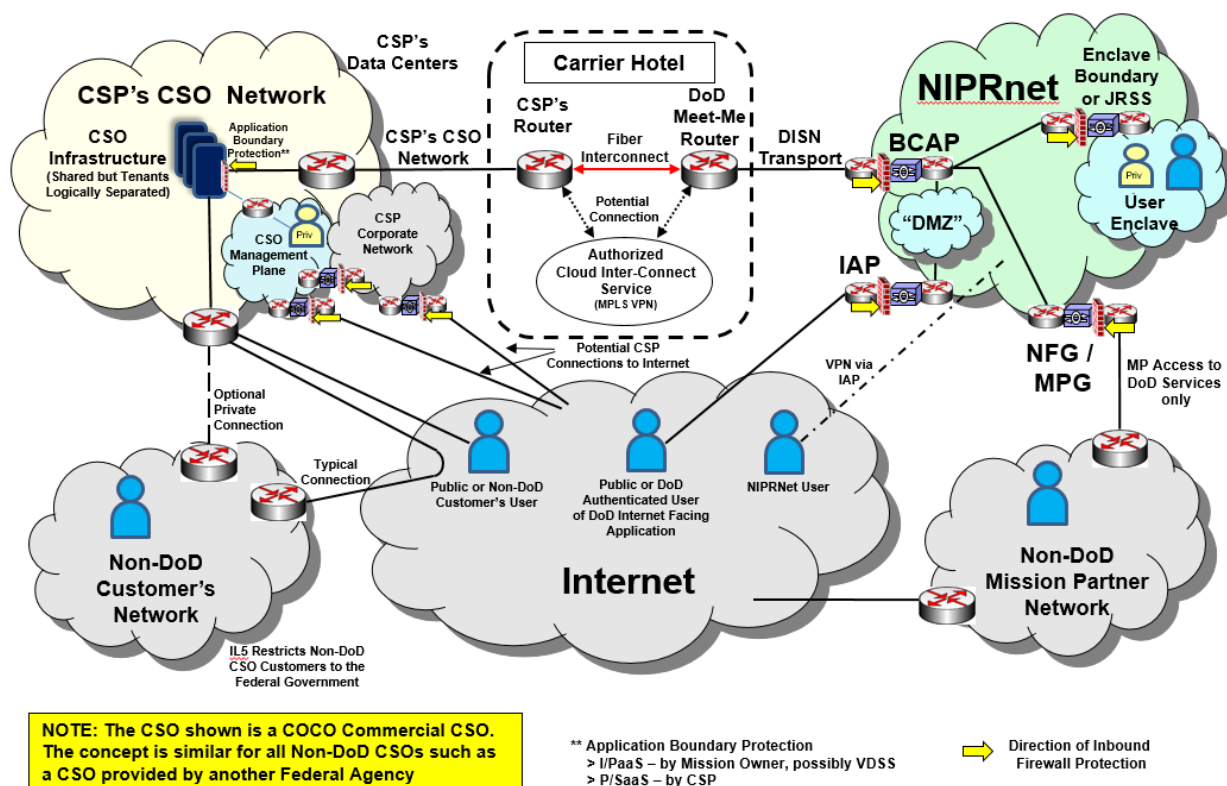 CSP's
Data Centers
CSP's CSO Network
CSO
Infrastructure
(Shared but Tenants
Logically Separated)
Application
Boundary
Protection**
CSP's CSO
Network
Priv
CSO
Management
Plane
CSP
Corporate
Network
Carrier Hotel
CSP's
Router
DoD
Meet-Me
Router
Fiber
Interconnect
Potential
Connection
Authorized
Cloud Inter-Connect
Service
(MPLS VPN)
DISN
Transport
NIPRnet
Enclave
Boundary
or JRSS
BCAP
Priv
User
Enclave
"DMZ"
IAP
NFG /
MPG
MP Access to
DoD Services
only
VPN via
IAP
Potential CSP
Connections to Internet
Optional
Private
Connection
Typical
Connection
Non-DoD
Customer's
Network
IL5 Restricts Non-DoD
CSO Customers to the
Federal Government
Public or Non-DoD
Customer's User
Public or DoD
Authenticated User
of DoD Internet Facing
Application
NIPRNet User
Internet
Non-DoD
Mission Partner
Network
NOTE: The CSO shown is a COCO Commercial CSO.
The concept is similar for all Non-DoD CSOs such as
a CSO provided by another Federal Agency
** Application Boundary Protection
> I/PaaS – by Mission Owner, possibly VDSS
> P/SaaS – by CSP
Direction of Inbound
Firewall Protection